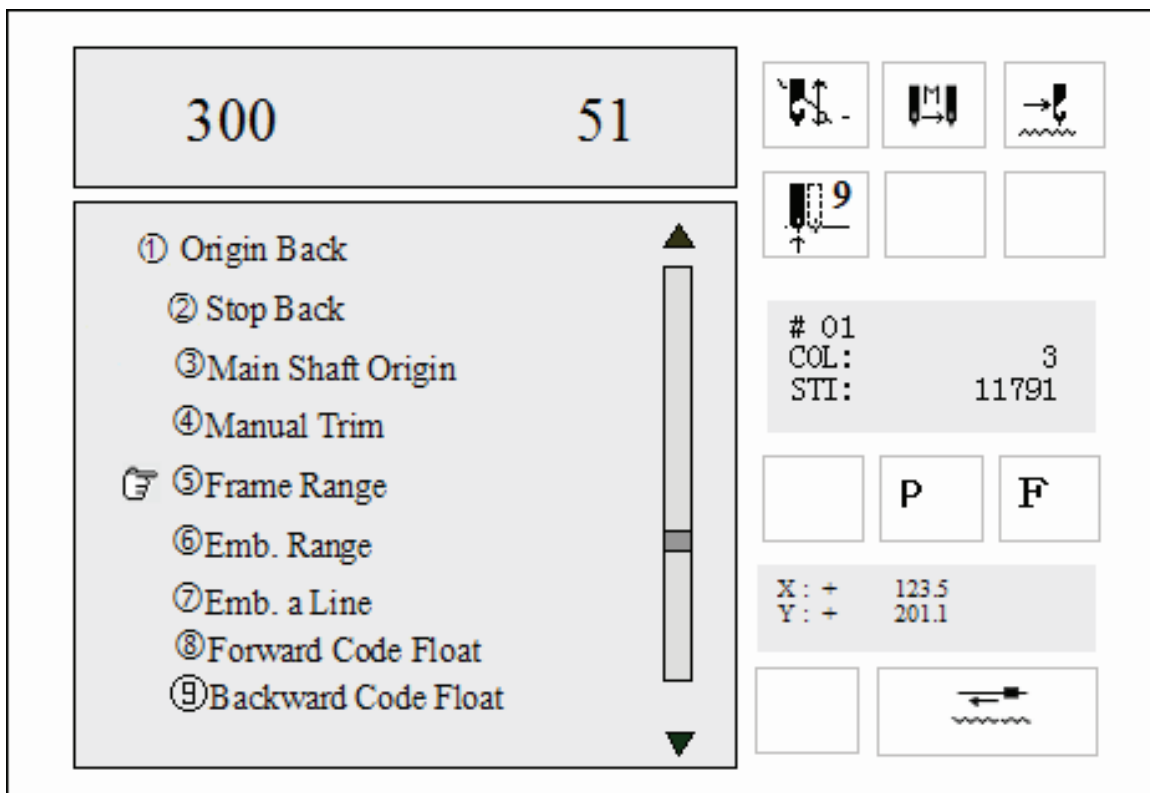 300 51
M
9
① Origin Back
② Stop Back
③Main Shaft Origin
④Manual Trim
⑤Frame Range
⑥Emb. Range
⑦Emb. a Line
⑧Forward Code Float
⑨Backward Code Float
# 01
COL: 3
STI: 11791
P F
X : + 123.5
Y : + 201.1